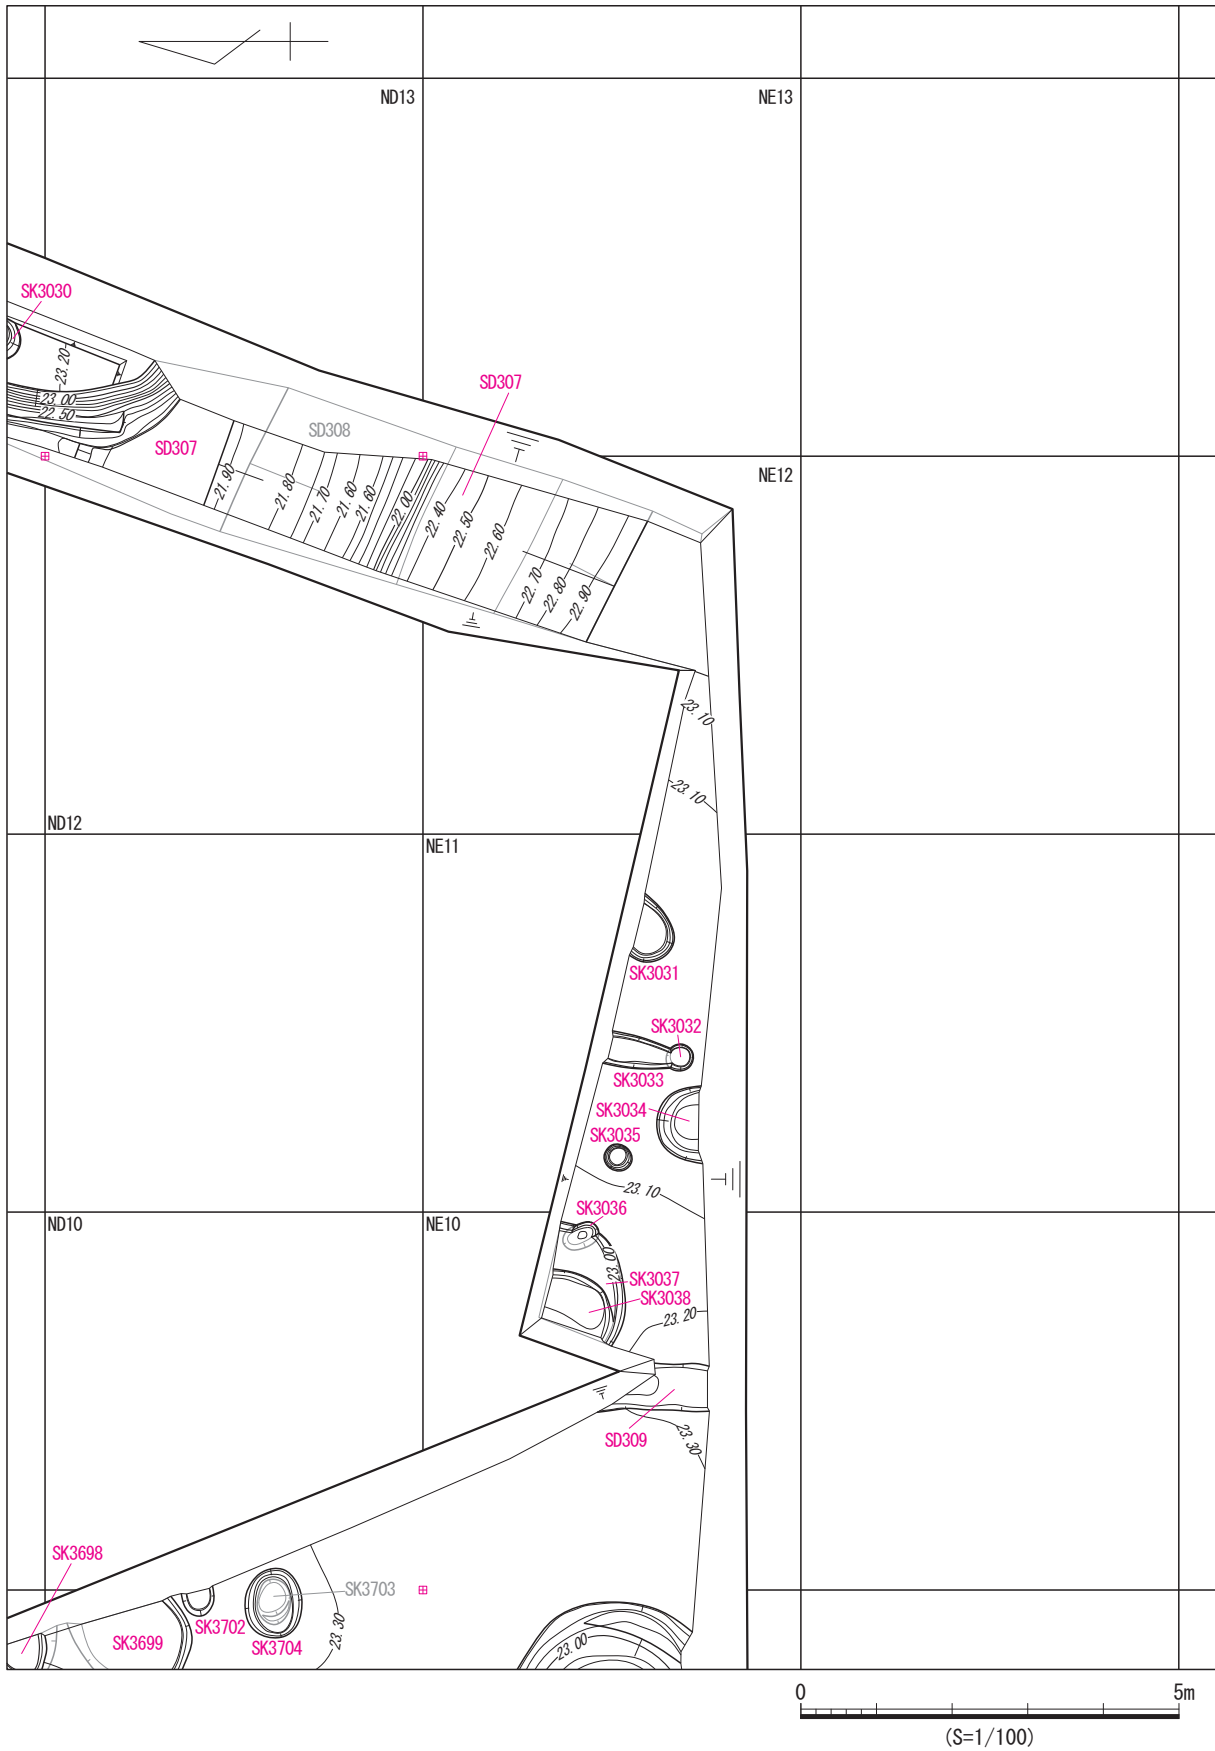 ND13
NE13
SK3030
23.20
23.00
22.50
SD307
SD308
SD307
NE12
21.90
21.80
21.70
21.60
21.60
22.00
22.40
22.50
22.60
22.70
22.80
22.90
23.10
23.10
ND12
NE11
SK3031
SK3032
SK3033
SK3034
SK3035
23.10
ND10
NE10
SK3036
23.00
SK3037
SK3038
23.20
SD309
23.30
SK3698
SK3703
SK3702
SK3699
SK3704
23.30
23.00
0
5m
(S=1/100)